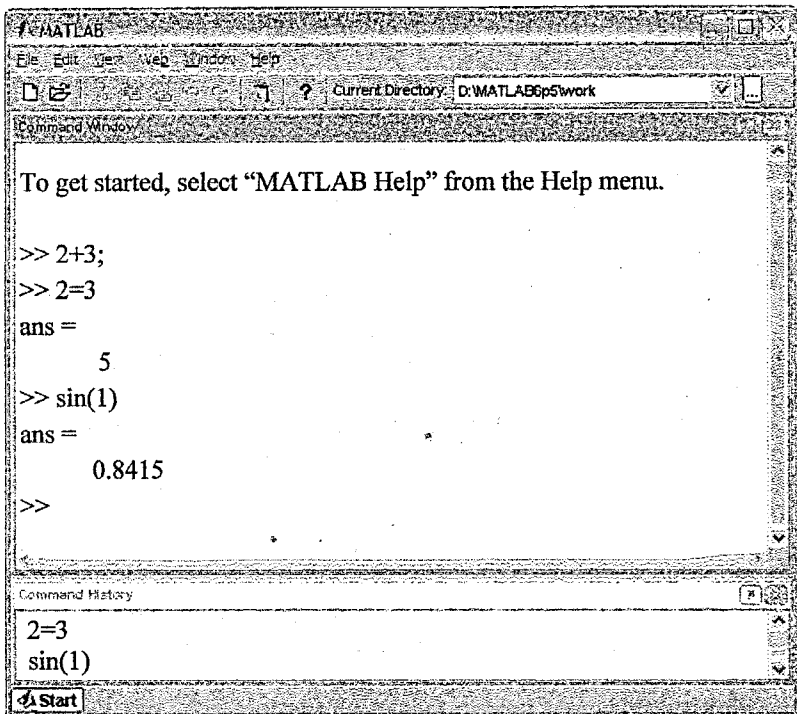 MATLAB
File Edit View Web Window Help
? Current Directory: D:\MATLAB6p5\work ...
Command Window
To get started, select “MATLAB Help” from the Help menu.
>> 2+3;
>> 2=3
ans =
5
>> sin(1)
ans =
0.8415
>>
Command History
2=3
sin(1)
Start